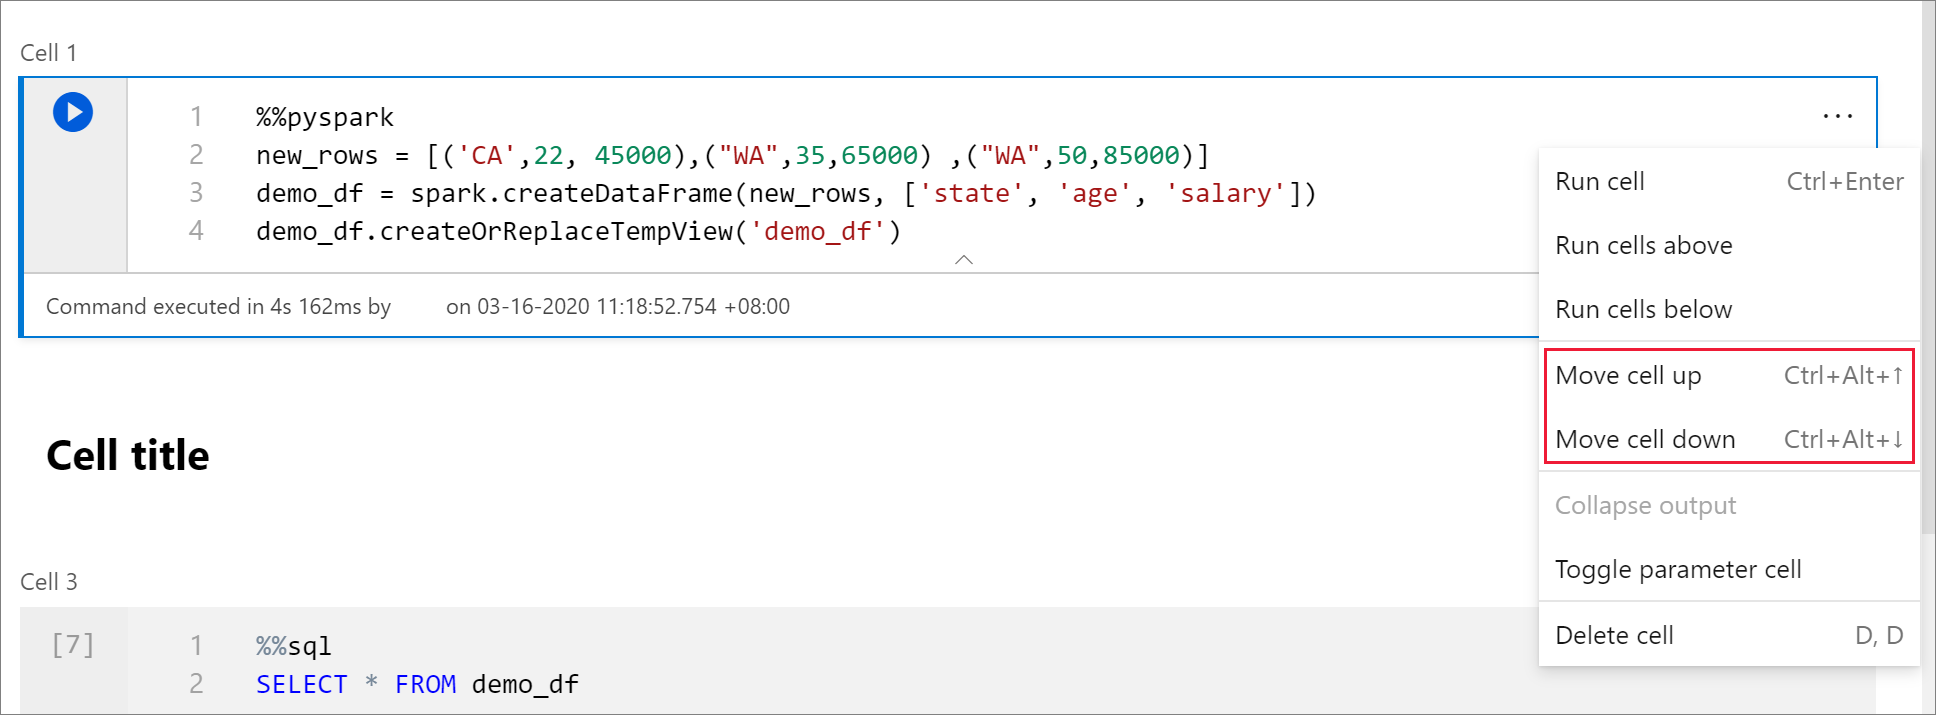 Cell 1
1 %%pyspark
2 new_rows = [('CA',22, 45000),("WA",35,65000) ,("WA",50,85000)]
3 demo_df = spark.createDataFrame(new_rows, ['state', 'age', 'salary'])
4 demo_df.createOrReplaceTempView('demo_df')
Command executed in 4s 162ms by on 03-16-2020 11:18:52.754 +08:00
...
Run cell Ctrl+Enter
Run cells above
Run cells below
Move cell up Ctrl+Alt+↑
Move cell down Ctrl+Alt+↓
Collapse output
Toggle parameter cell
Delete cell D, D
Cell title
Cell 3
[7] 1 %%sql
2 SELECT * FROM demo_df